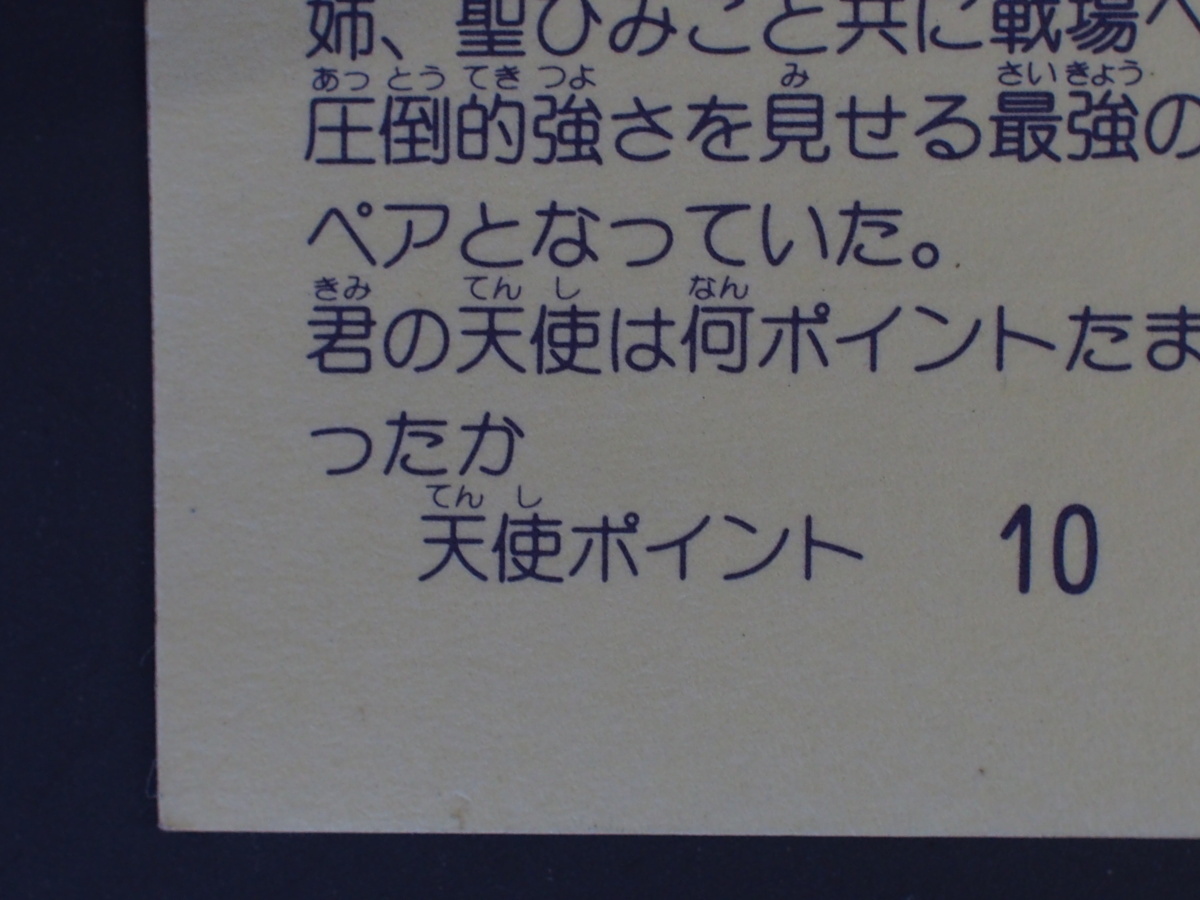 姉、聖ひみこと共に戦場へ
あっとうてき つよ み さいきょう
圧倒的強さを見せる最強の
ペアとなっていた。
きみ てんし なん
君の天使は何ポイントたま
ったか
てんし
天使ポイント 10